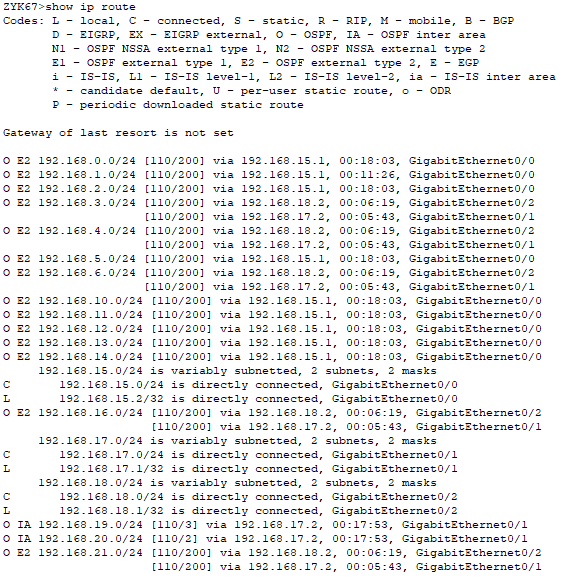 ZYK67>show ip route
Codes: L - local, C - connected, S - static, R - RIP, M - mobile, B - BGP
       D - EIGRP, EX - EIGRP external, O - OSPF, IA - OSPF inter area
       N1 - OSPF NSSA external type 1, N2 - OSPF NSSA external type 2
       E1 - OSPF external type 1, E2 - OSPF external type 2, E - EGP
       i - IS-IS, L1 - IS-IS level-1, L2 - IS-IS level-2, ia - IS-IS inter area
       * - candidate default, U - per-user static route, o - ODR
       P - periodic downloaded static route

Gateway of last resort is not set

O E2 192.168.0.0/24 [110/200] via 192.168.15.1, 00:18:03, GigabitEthernet0/0
O E2 192.168.1.0/24 [110/200] via 192.168.15.1, 00:11:26, GigabitEthernet0/0
O E2 192.168.2.0/24 [110/200] via 192.168.15.1, 00:18:03, GigabitEthernet0/0
O E2 192.168.3.0/24 [110/200] via 192.168.18.2, 00:06:19, GigabitEthernet0/2
                    [110/200] via 192.168.17.2, 00:05:43, GigabitEthernet0/1
O E2 192.168.4.0/24 [110/200] via 192.168.18.2, 00:06:19, GigabitEthernet0/2
                    [110/200] via 192.168.17.2, 00:05:43, GigabitEthernet0/1
O E2 192.168.5.0/24 [110/200] via 192.168.15.1, 00:18:03, GigabitEthernet0/0
O E2 192.168.6.0/24 [110/200] via 192.168.18.2, 00:06:19, GigabitEthernet0/2
                    [110/200] via 192.168.17.2, 00:05:43, GigabitEthernet0/1
O E2 192.168.10.0/24 [110/200] via 192.168.15.1, 00:18:03, GigabitEthernet0/0
O E2 192.168.11.0/24 [110/200] via 192.168.15.1, 00:18:03, GigabitEthernet0/0
O E2 192.168.12.0/24 [110/200] via 192.168.15.1, 00:18:03, GigabitEthernet0/0
O E2 192.168.13.0/24 [110/200] via 192.168.15.1, 00:18:03, GigabitEthernet0/0
O E2 192.168.14.0/24 [110/200] via 192.168.15.1, 00:18:03, GigabitEthernet0/0
     192.168.15.0/24 is variably subnetted, 2 subnets, 2 masks
C       192.168.15.0/24 is directly connected, GigabitEthernet0/0
L       192.168.15.2/32 is directly connected, GigabitEthernet0/0
O E2 192.168.16.0/24 [110/200] via 192.168.18.2, 00:06:19, GigabitEthernet0/2
                     [110/200] via 192.168.17.2, 00:05:43, GigabitEthernet0/1
     192.168.17.0/24 is variably subnetted, 2 subnets, 2 masks
C       192.168.17.0/24 is directly connected, GigabitEthernet0/1
L       192.168.17.1/32 is directly connected, GigabitEthernet0/1
     192.168.18.0/24 is variably subnetted, 2 subnets, 2 masks
C       192.168.18.0/24 is directly connected, GigabitEthernet0/2
L       192.168.18.1/32 is directly connected, GigabitEthernet0/2
O IA 192.168.19.0/24 [110/3] via 192.168.17.2, 00:17:53, GigabitEthernet0/1
O IA 192.168.20.0/24 [110/2] via 192.168.17.2, 00:17:53, GigabitEthernet0/1
O E2 192.168.21.0/24 [110/200] via 192.168.18.2, 00:06:19, GigabitEthernet0/2
                     [110/200] via 192.168.17.2, 00:05:43, GigabitEthernet0/1